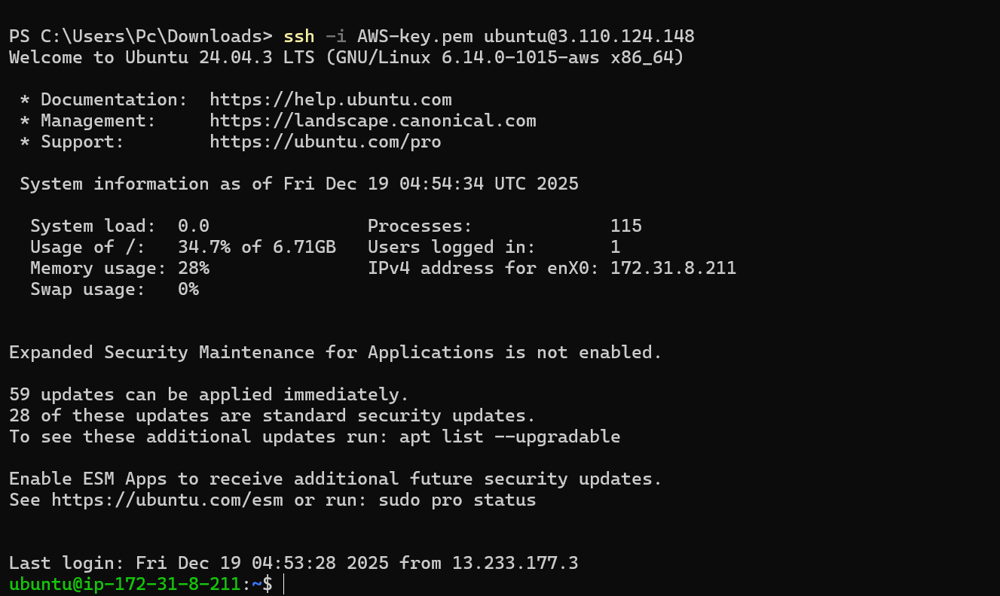 PS C:\Users\Pc\Downloads> ssh -i AWS-key.pem ubuntu@3.110.124.148
Welcome to Ubuntu 24.04.3 LTS (GNU/Linux 6.14.0-1015-aws x86_64)

 * Documentation:  https://help.ubuntu.com
 * Management:     https://landscape.canonical.com
 * Support:        https://ubuntu.com/pro

 System information as of Fri Dec 19 04:54:34 UTC 2025

  System load:  0.0               Processes:             115
  Usage of /:   34.7% of 6.71GB   Users logged in:       1
  Memory usage: 28%               IPv4 address for enX0: 172.31.8.211
  Swap usage:   0%


Expanded Security Maintenance for Applications is not enabled.

59 updates can be applied immediately.
28 of these updates are standard security updates.
To see these additional updates run: apt list --upgradable

Enable ESM Apps to receive additional future security updates.
See https://ubuntu.com/esm or run: sudo pro status


Last login: Fri Dec 19 04:53:28 2025 from 13.233.177.3
ubuntu@ip-172-31-8-211:~$